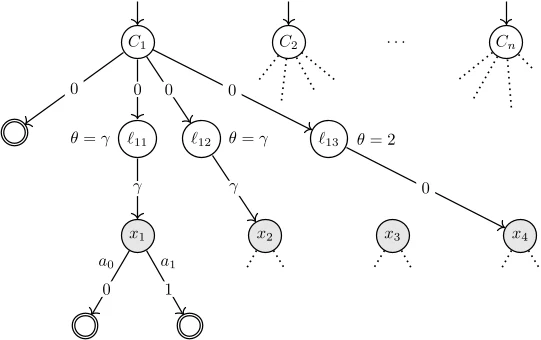 C₁ C₂ ... Cₙ
0 0 0 0
θ = γ ℓ₁₁ ℓ₁₂ θ = γ ℓ₁₃ θ = 2
γ γ 0
x₁ x₂ x₃ x₄
a₀ a₁
0 1